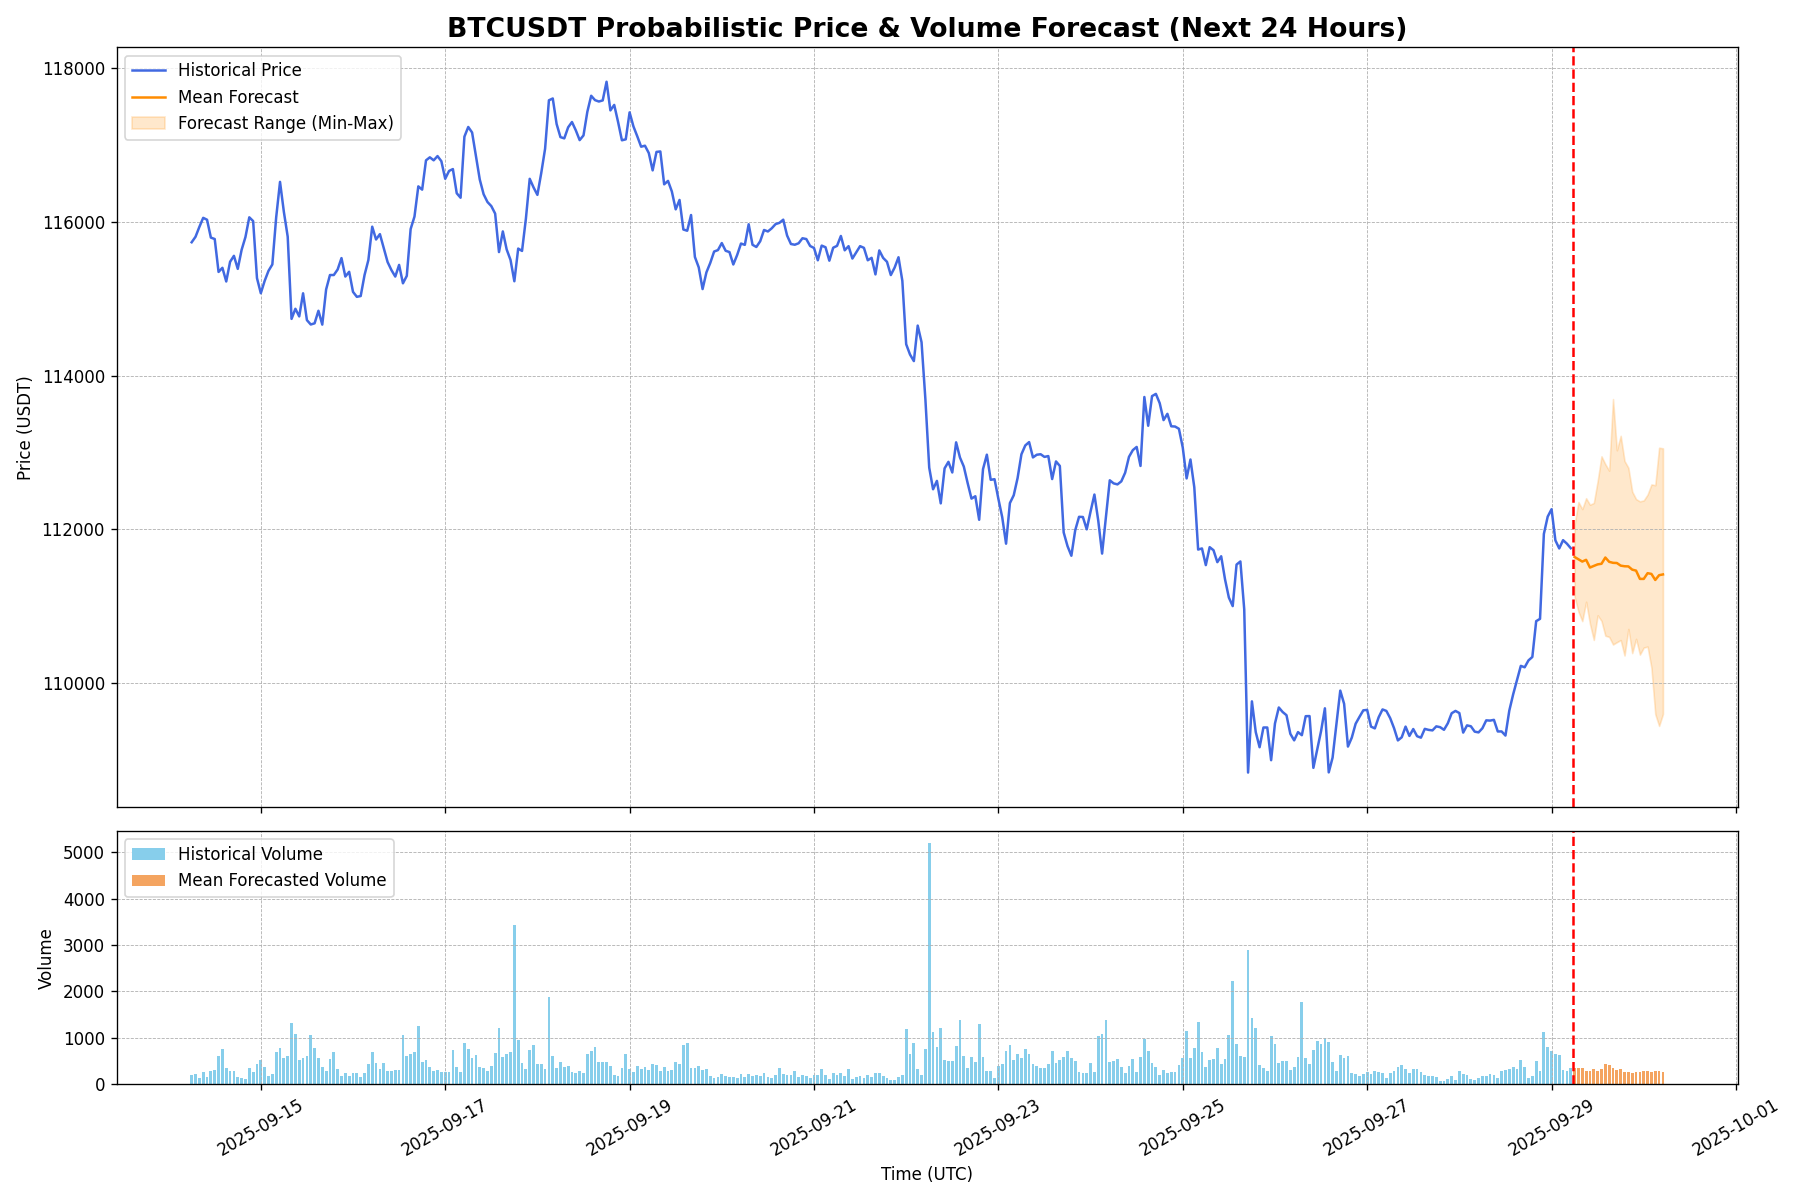 BTCUSDT Probabilistic Price & Volume Forecast (Next 24 Hours)
Historical Price
Mean Forecast
Forecast Range (Min-Max)
118000
116000
114000
112000
110000
Price (USDT)
Historical Volume
Mean Forecasted Volume
5000
4000
3000
2000
1000
0
Volume
2025-09-15
2025-09-17
2025-09-19
2025-09-21
2025-09-23
2025-09-25
2025-09-27
2025-09-29
2025-10-01
Time (UTC)